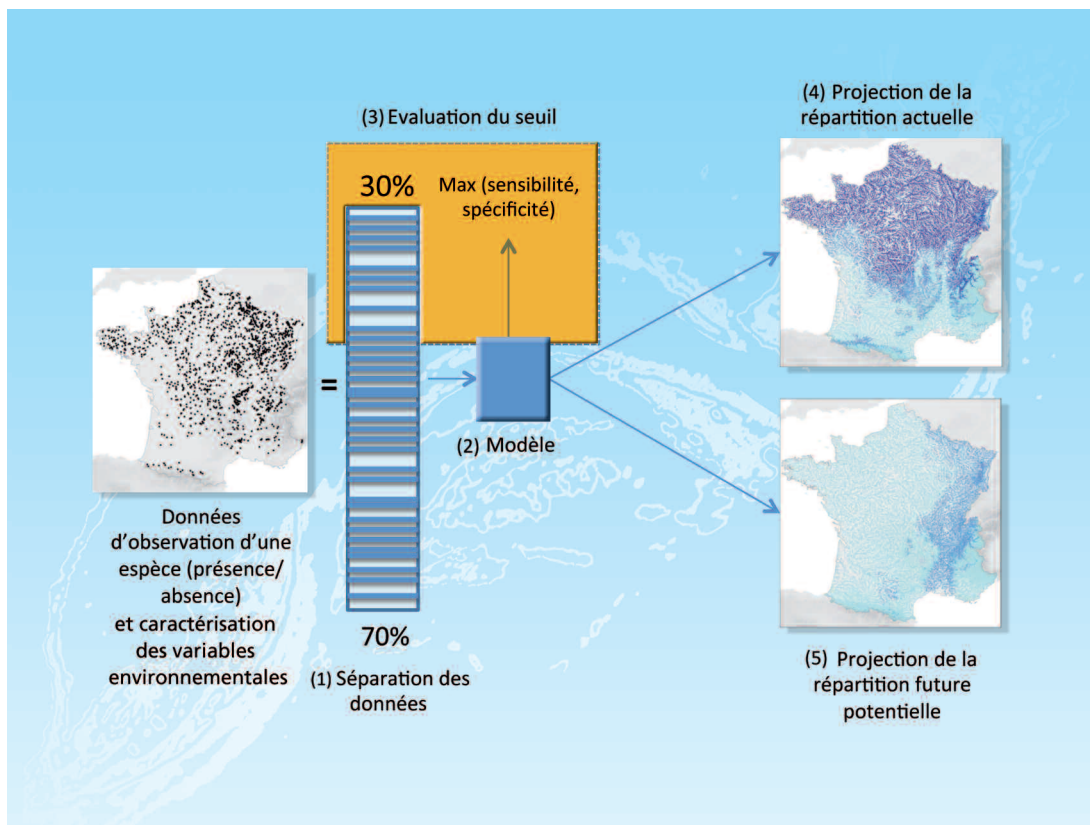 (3) Evaluation du seuil
30%
Max (sensibilité,
spécificité)
(4) Projection de la
répartition actuelle
=
(2) Modèle
Données
d'observation d'une
espèce (présence/
absence)
et caractérisation
des variables
environnementales
70%
(1) Séparation des
données
(5) Projection de la
répartition future
potentielle